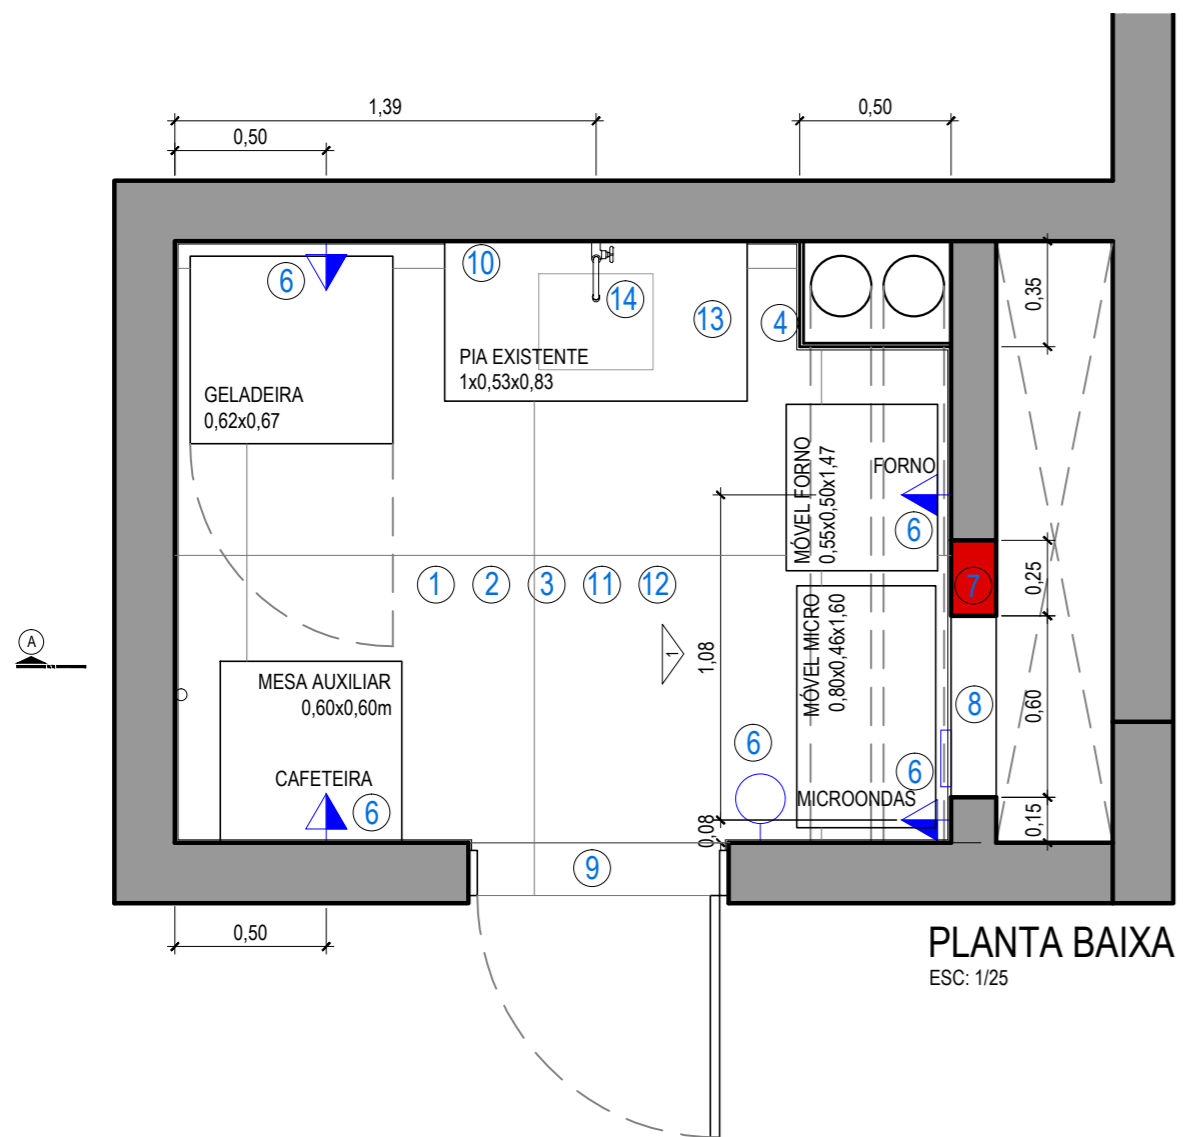 1,39
0,50
0,50
6
10
14
13
4
0,35
PIA EXISTENTE
1x0,53x0,83
GELADEIRA
0,62x0,67
MÓVEL FORNO
0,55x0,50x1,47
FORNO
6
1
2
3
11
12
7
0,25
A
1
1,08
MÓVEL MICRO
0,80x0,46x1,60
8
0,60
MESA AUXILIAR
0,60x0,60m
6
6
CAFETEIRA
6
MICROONDAS
0,08
0,15
9
0,50
PLANTA BAIXA
ESC: 1/25